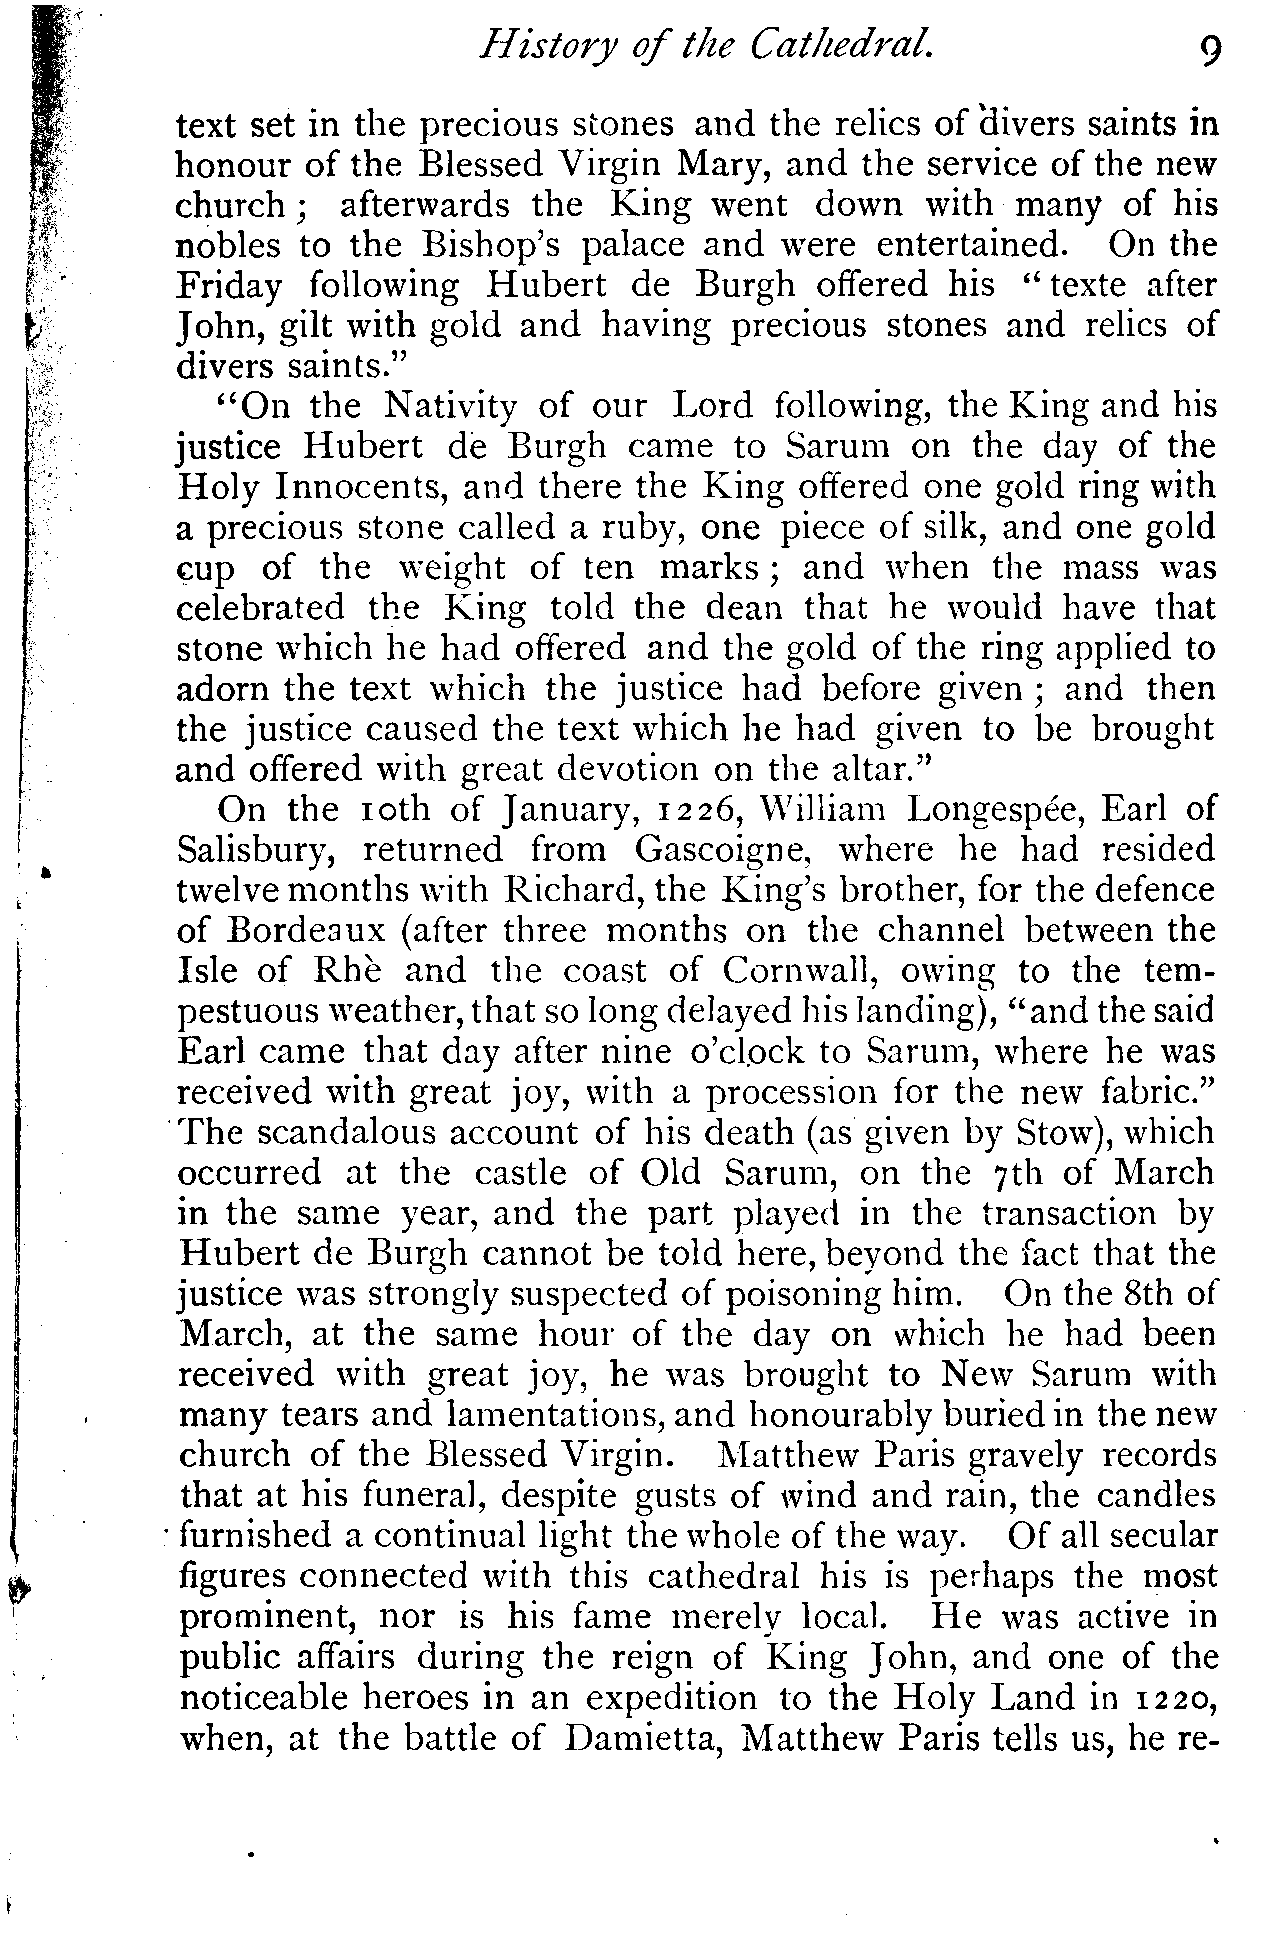 History of the Cathedral. 9
text set in the precious stones and the relics of divers saints in
honour of the Blessed Virgin Mary, and the service of the new
church ; afterwards the King went down with many of his
nobles to the Bishop's palace and were entertained. On the
Friday following Hubert de Burgh offered his "texte after
John, gilt with gold and having precious stones and relics of
divers saints."
"On the Nativity of our Lord following, the King and his
justice Hubert de Burgh came to Sarum on the day of the
Holy Innocents, and there the King offered one gold ring with
a precious stone called a ruby, one piece of silk, and one gold
cup of the weight of ten marks ; and when the mass was
celebrated the King told the dean that he would have that
stone which he had offered and the gold of the ring applied to
adorn the text which the justice had before given ; and then
the justice caused the text which he had given to be brought
and offered with great devotion on the altar."
On the 10th of January, 1226, William Longespée, Earl of
Salisbury, returned from Gascoigne, where he had resided
twelve months with Richard, the King's brother, for the defence
of Bordeaux (after three months on the channel between the
Isle of Rhè and the coast of Cornwall, owing to the tem-
pestuous weather, that so long delayed his landing), "and the said
Earl came that day after nine o'clock to Sarum, where he was
received with great joy, with a procession for the new fabric."
The scandalous account of his death (as given by Stow), which
occurred at the castle of Old Sarum, on the 7th of March
in the same year, and the part played in the transaction by
Hubert de Burgh cannot be told here, beyond the fact that the
justice was strongly suspected of poisoning him. On the 8th of
March, at the same hour of the day on which he had been
received with great joy, he was brought to New Sarum with
many tears and lamentations, and honourably buried in the new
church of the Blessed Virgin. Matthew Paris gravely records
that at his funeral, despite gusts of wind and rain, the candles
furnished a continual light the whole of the way. Of all secular
figures connected with this cathedral his is perhaps the most
prominent, nor is his fame merely local. He was active in
public affairs during the reign of King John, and one of the
noticeable heroes in an expedition to the Holy Land in 1220,
when, at the battle of Damietta, Matthew Paris tells us, he re-